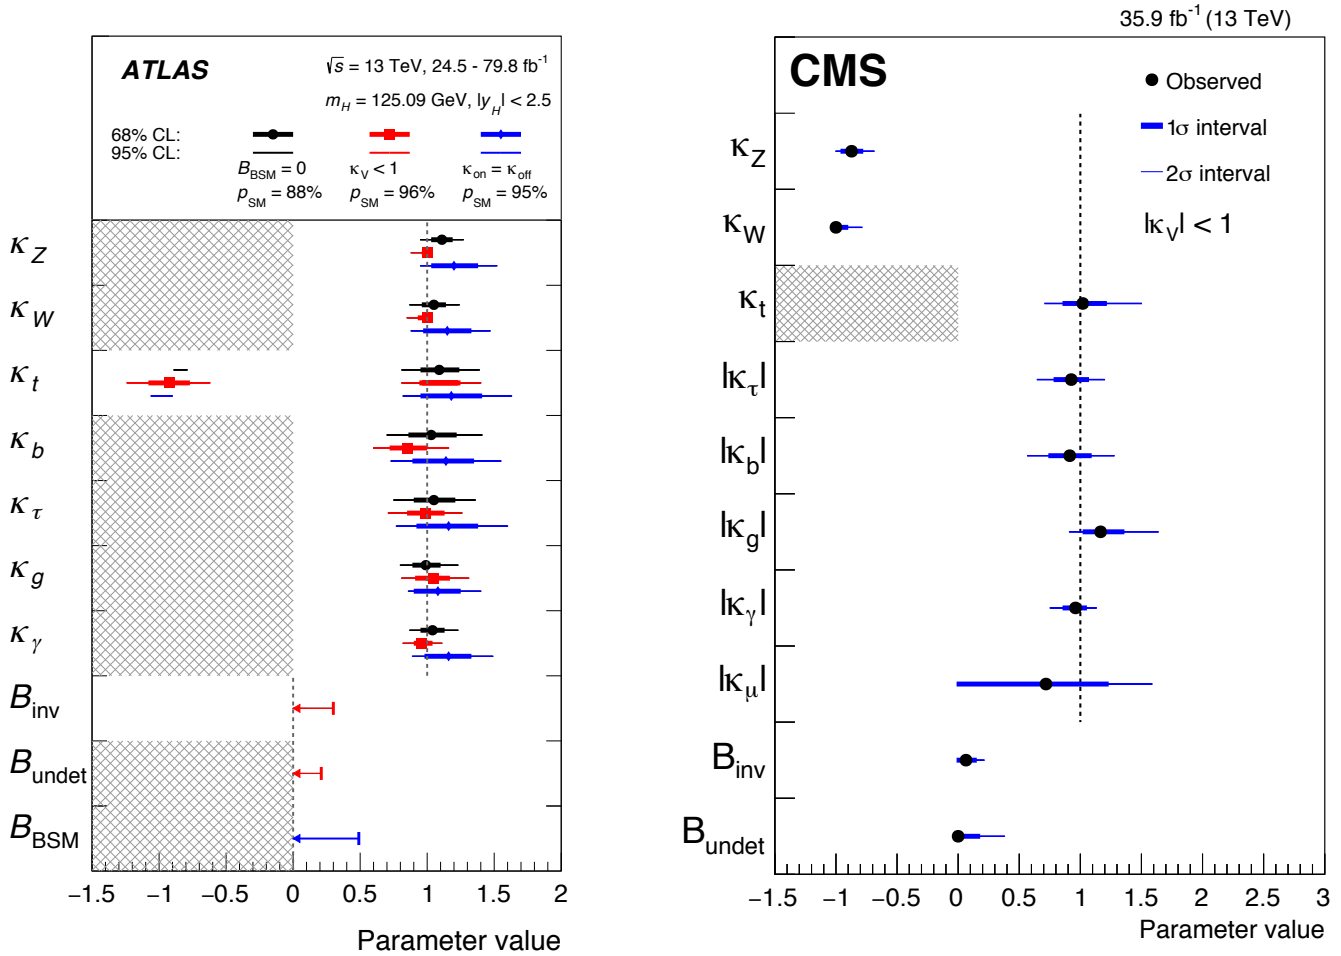 ATLAS
√s = 13 TeV, 24.5 - 79.8 fb⁻¹
m_H = 125.09 GeV, |y_H| < 2.5
68% CL:
95% CL:
B_BSM = 0 κ_V < 1 κ_on = κ_off
p_SM = 88% p_SM = 96% p_SM = 95%
κ_Z
κ_W
κ_t
κ_b
κ_τ
κ_g
κ_γ
B_inv
B_undet
B_BSM
−1.5 −1 −0.5 0 0.5 1 1.5 2
Parameter value
35.9 fb⁻¹ (13 TeV)
CMS
Observed
1σ interval
2σ interval
|κ_V| < 1
κ_Z
κ_W
κ_t
|κ_τ|
|κ_b|
|κ_g|
|κ_γ|
|κ_μ|
B_inv
B_undet
−1.5 −1 −0.5 0 0.5 1 1.5 2 2.5 3
Parameter value